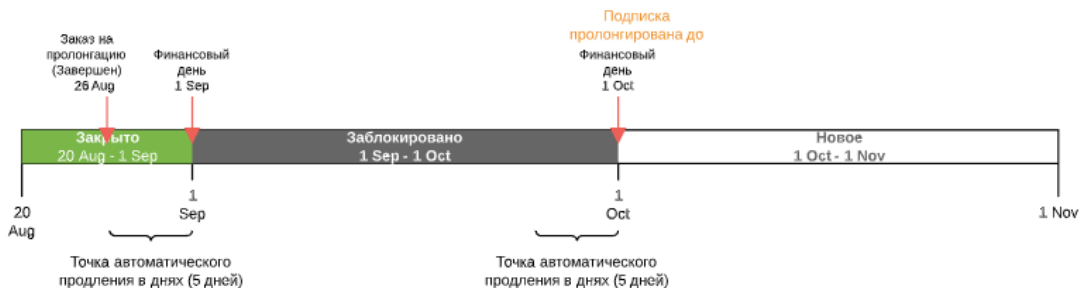 Подписка
пролонгирована до
Заказ на
пролонгацию
(Завершен)
26 Aug
Финансовый
день
1 Sep
Финансовый
день
1 Oct
Закрыто
20 Aug - 1 Sep
Заблокировано
1 Sep - 1 Oct
Новое
1 Oct - 1 Nov
20
Aug
1
Sep
1
Oct
1 Nov
Точка автоматического
продления в днях (5 дней)
Точка автоматического
продления в днях (5 дней)